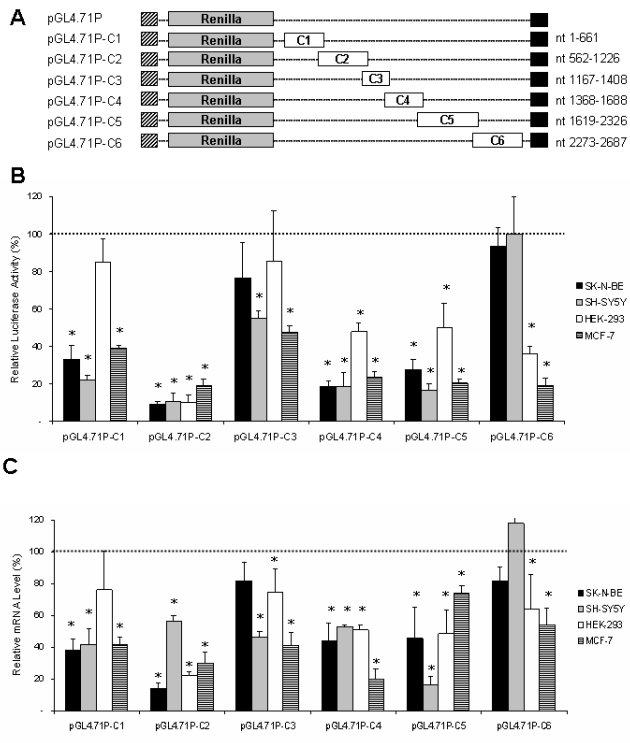 A
pGL4.71P Renilla
pGL4.71P-C1 Renilla C1 nt 1-661
pGL4.71P-C2 Renilla C2 nt 562-1226
pGL4.71P-C3 Renilla C3 nt 1167-1408
pGL4.71P-C4 Renilla C4 nt 1368-1688
pGL4.71P-C5 Renilla C5 nt 1619-2326
pGL4.71P-C6 Renilla C6 nt 2273-2687
B
Relative Luciferase Activity (%)
120
100
80
60
40
20
-
* * * * * * * * * * * * * * * * * * * *
SK-N-BE
SH-SY5Y
HEK-293
MCF-7
pGL4.71P-C1 pGL4.71P-C2 pGL4.71P-C3 pGL4.71P-C4 pGL4.71P-C5 pGL4.71P-C6
C
Relative mRNA Level (%)
120
100
80
60
40
20
-
* * * * * * * * * * * * * * * * * * * *
SK-N-BE
SH-SY5Y
HEK-293
MCF-7
pGL4.71P-C1 pGL4.71P-C2 pGL4.71P-C3 pGL4.71P-C4 pGL4.71P-C5 pGL4.71P-C6